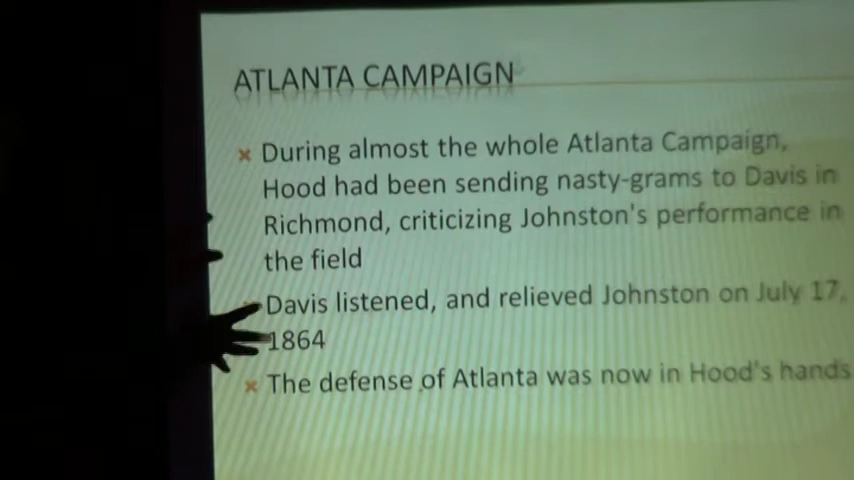 ATLANTA CAMPAIGN
During almost the whole Atlanta Campaign,
Hood had been sending nasty-grams to Davis in
Richmond, criticizing Johnston's performance in
the field
Davis listened, and relieved Johnston on July 17,
1864
The defense of Atlanta was now in Hood's hands